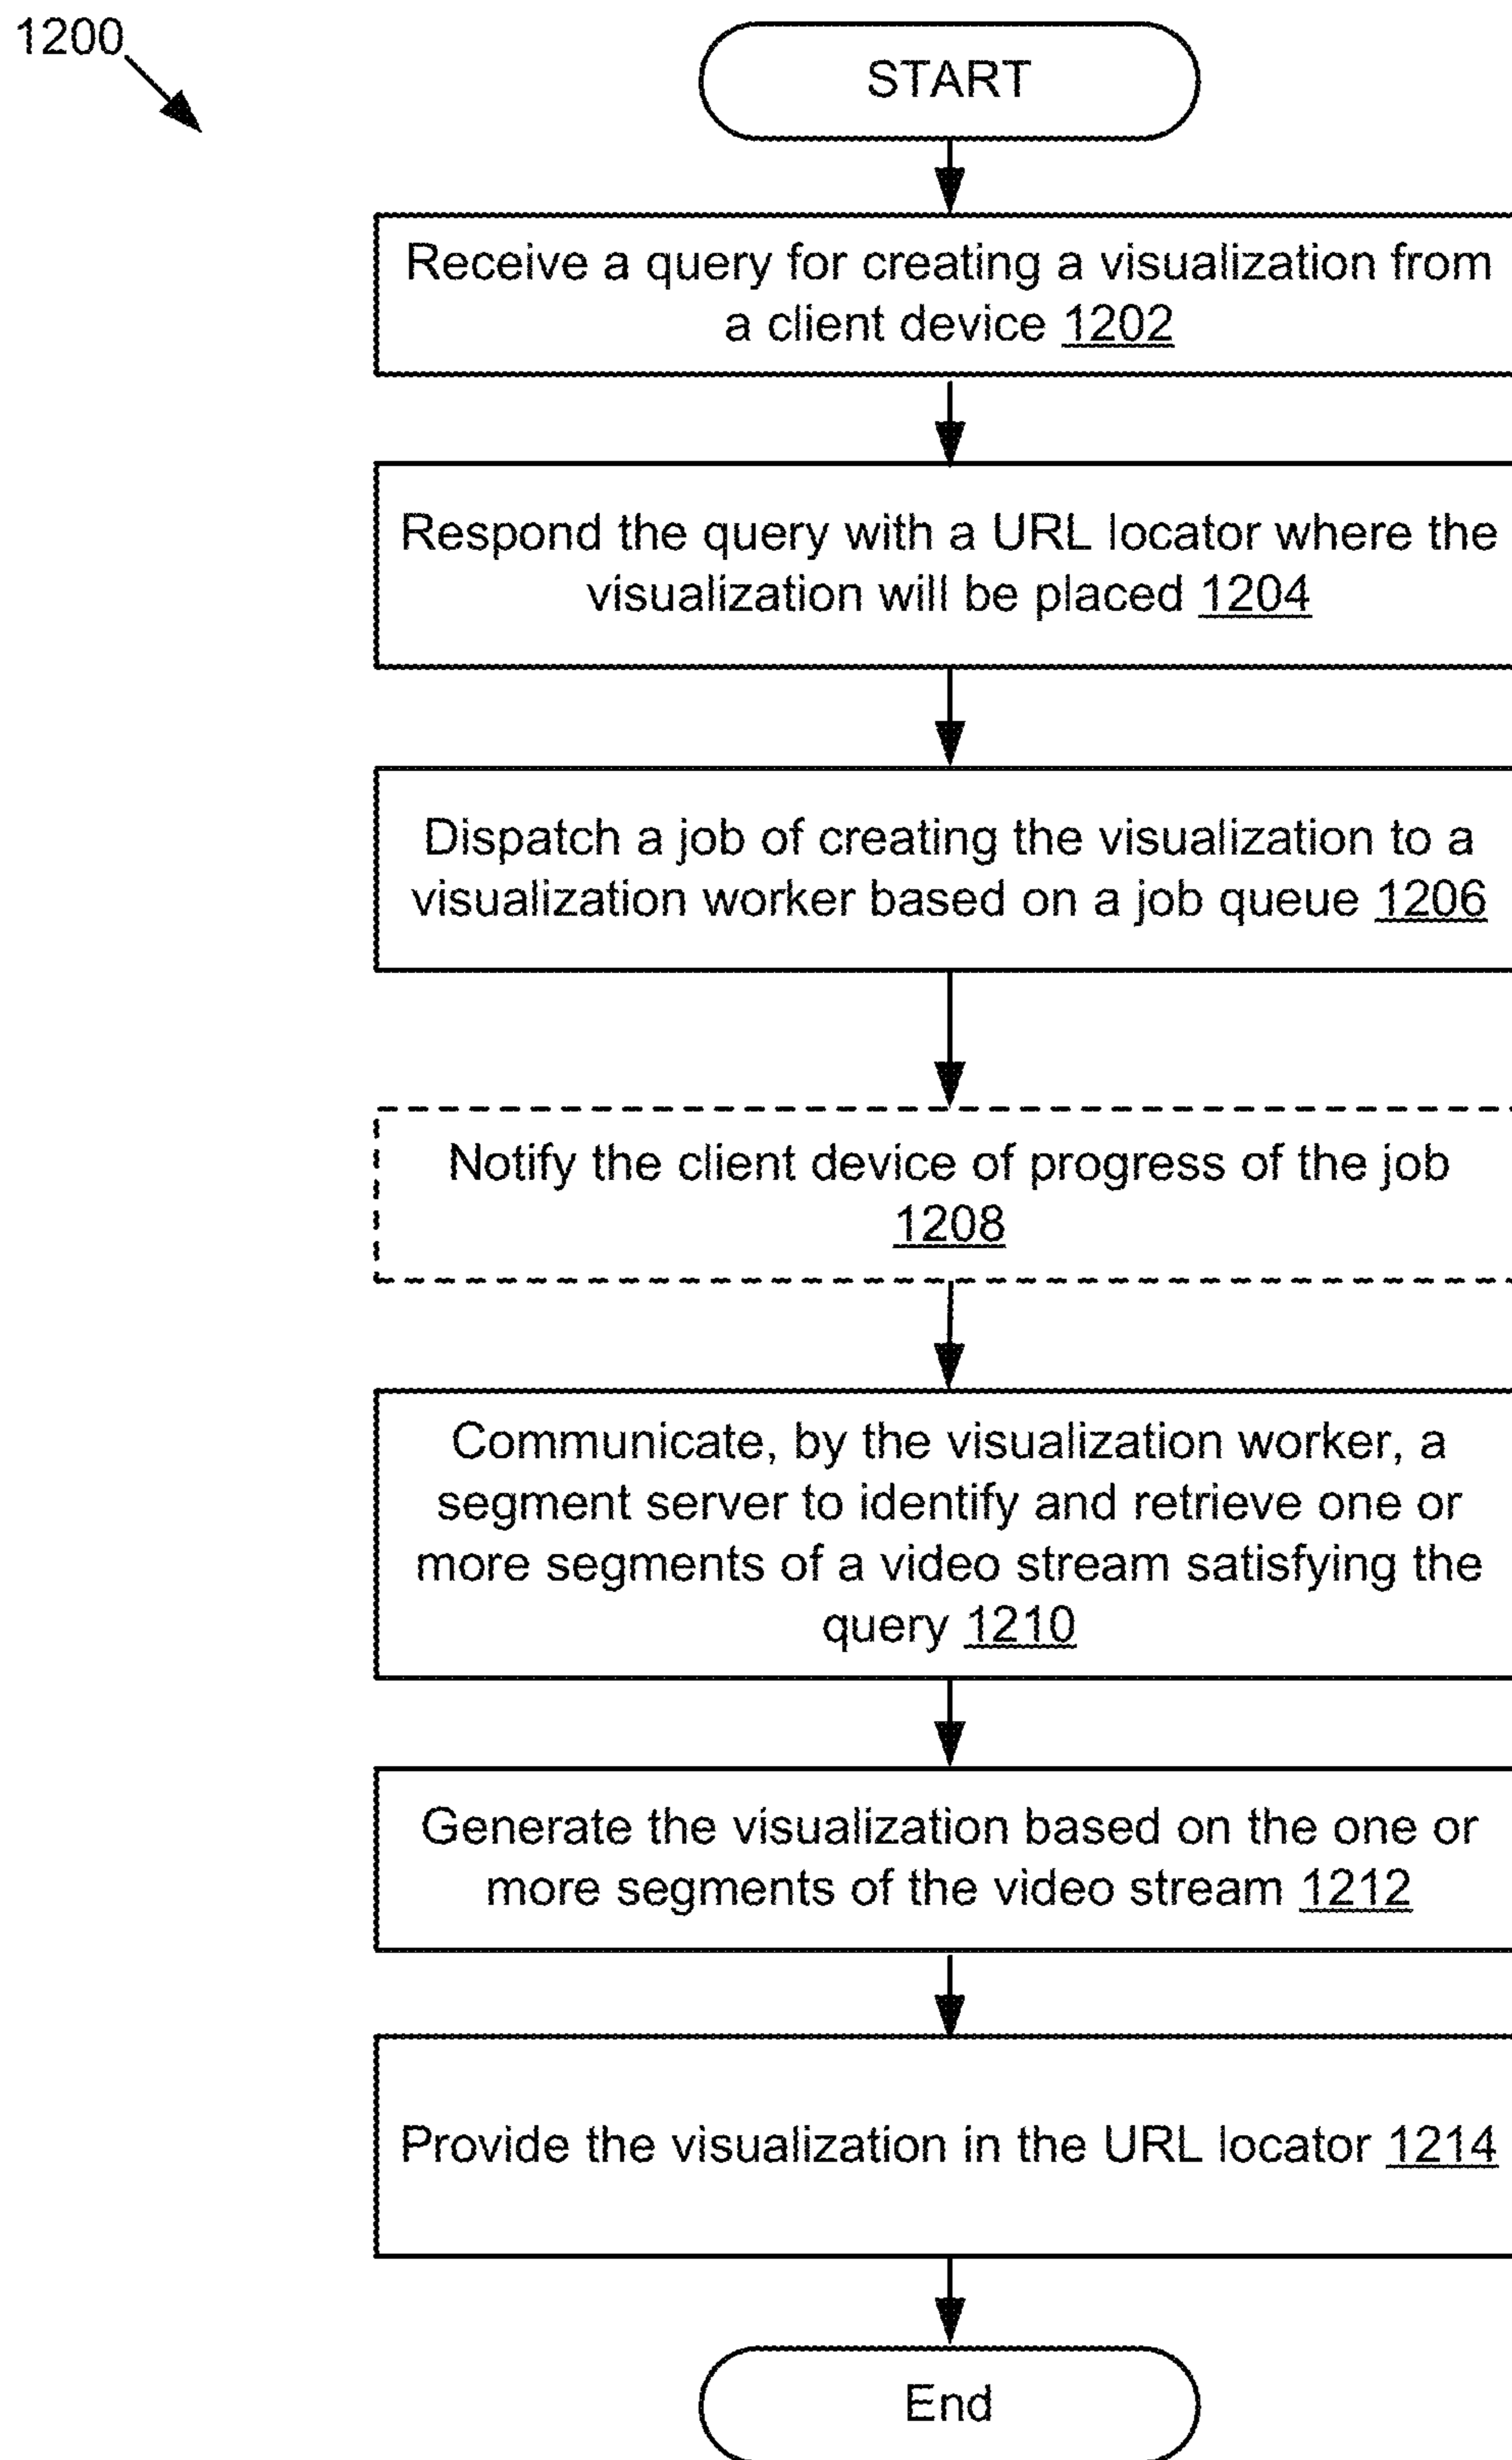 1200
START
Receive a query for creating a visualization from
a client device 1202
Respond the query with a URL locator where the
visualization will be placed 1204
Dispatch a job of creating the visualization to a
visualization worker based on a job queue 1206
Notify the client device of progress of the job
1208
Communicate, by the visualization worker, a
segment server to identify and retrieve one or
more segments of a video stream satisfying the
query 1210
Generate the visualization based on the one or
more segments of the video stream 1212
Provide the visualization in the URL locator 1214
End